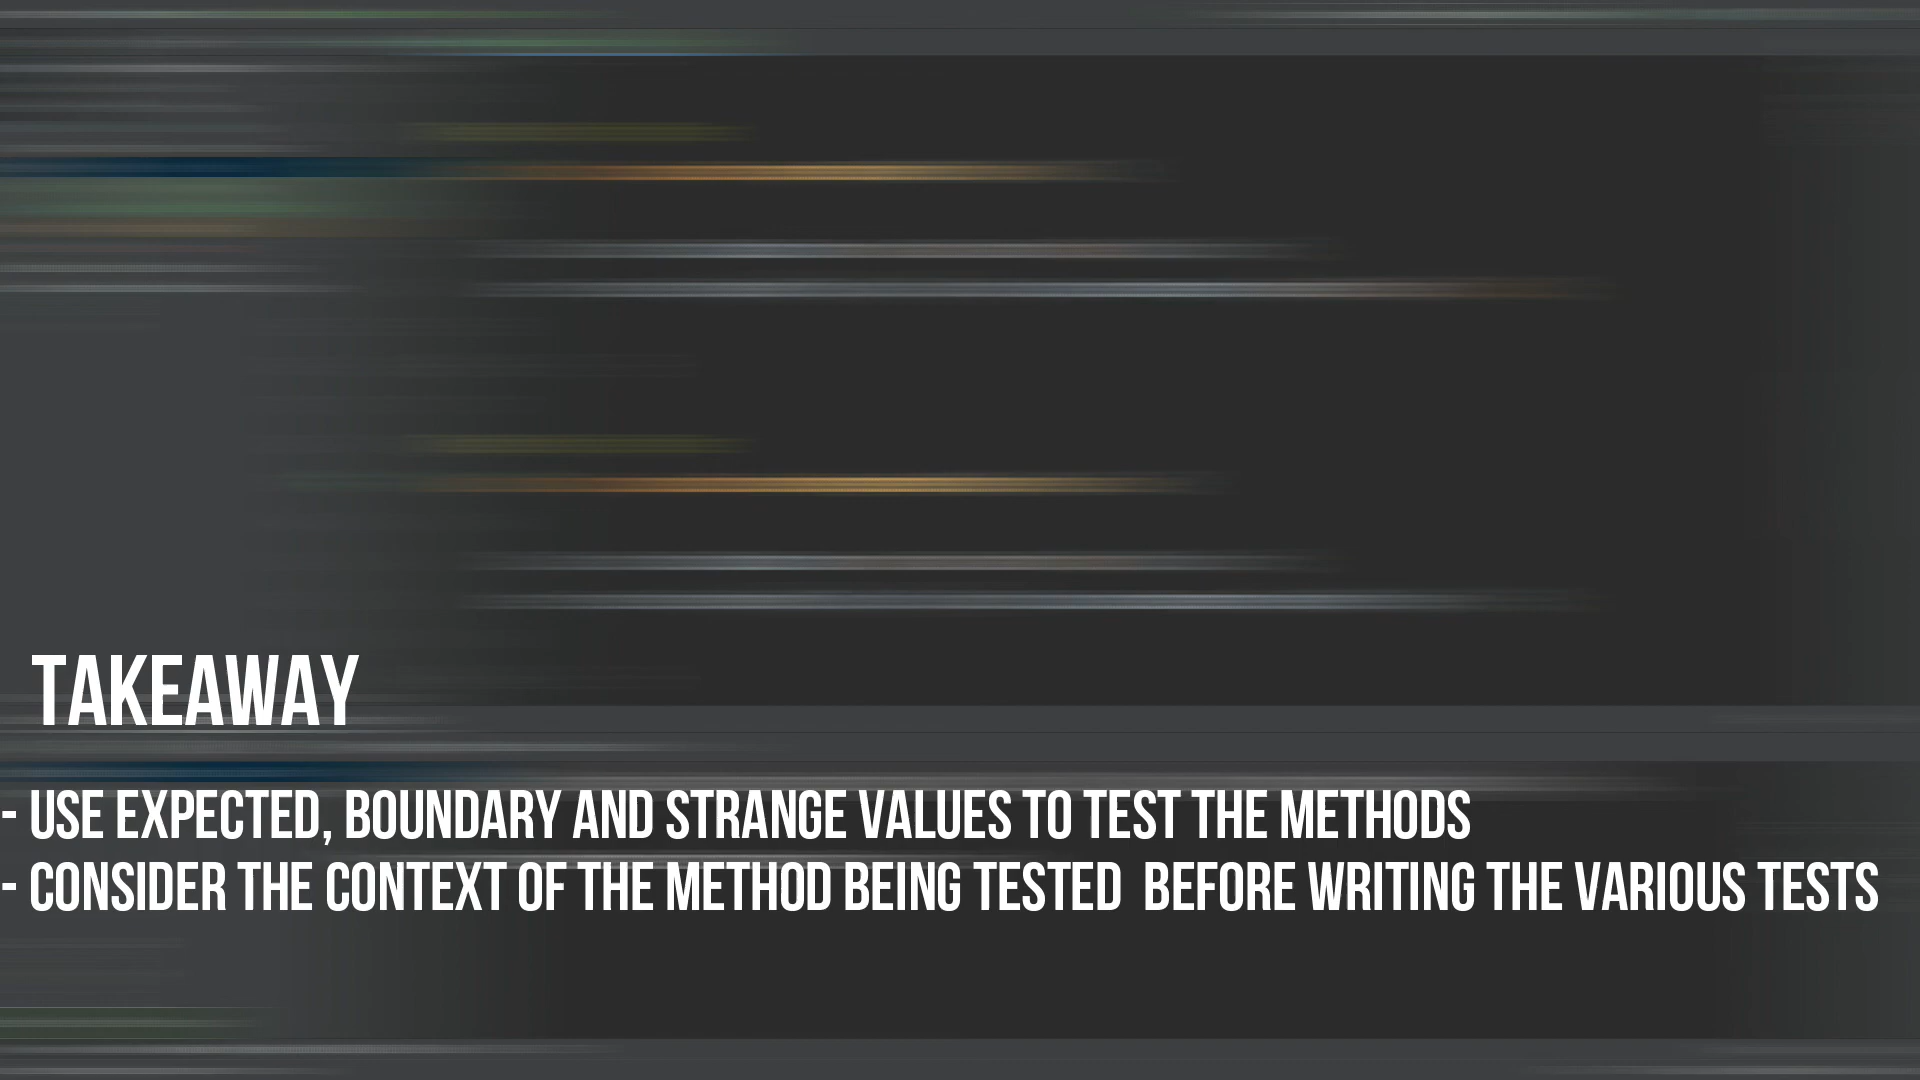 TAKEAWAY
- USE EXPECTED, BOUNDARY AND STRANGE VALUES TO TEST THE METHODS
- CONSIDER THE CONTEXT OF THE METHOD BEING TESTED  BEFORE WRITING THE VARIOUS TESTS